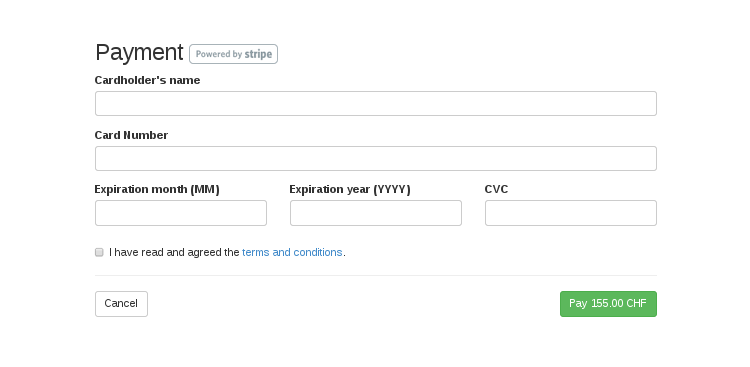 Payment Powered by stripe
Cardholder's name
Card Number
Expiration month (MM) Expiration year (YYYY) CVC
I have read and agreed the terms and conditions.
Cancel Pay 155.00 CHF